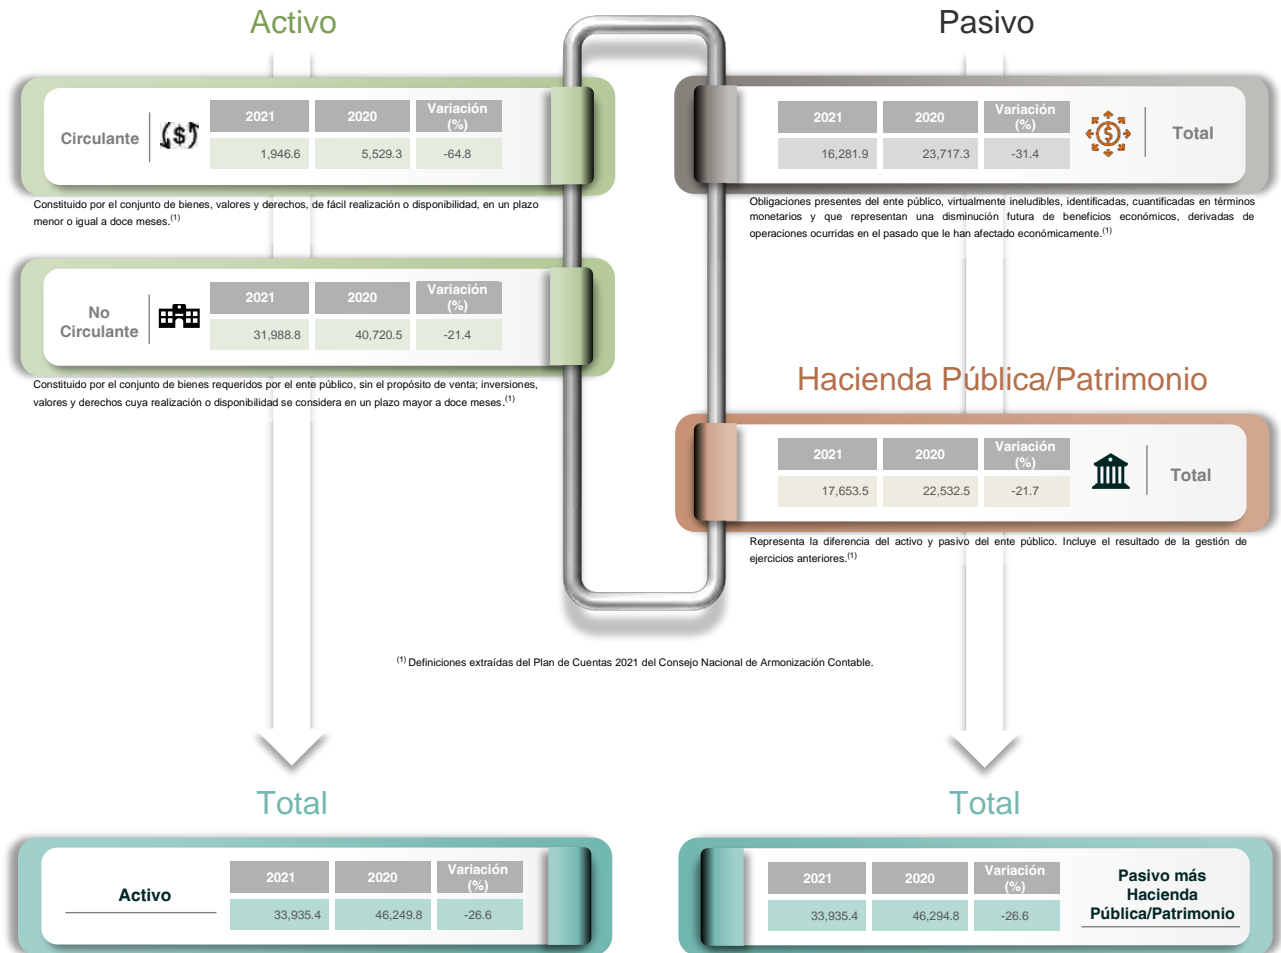 Activo
Circulante
2021 2020 Variación (%)
1,946.6 5,529.3 -64.8
Constituido por el conjunto de bienes, valores y derechos, de fácil realización o disponibilidad, en un plazo
menor o igual a doce meses.(1)
No
Circulante
2021 2020 Variación (%)
31,988.8 40,720.5 -21.4
Constituido por el conjunto de bienes requeridos por el ente público, sin el propósito de venta; inversiones,
valores y derechos cuya realización o disponibilidad se considera en un plazo mayor a doce meses.(1)
Pasivo
2021 2020 Variación (%)
16,281.9 23,717.3 -31.4
Total
Obligaciones presentes del ente público, virtualmente ineludibles, identificadas, cuantificadas en términos
monetarios y que representan una disminución futura de beneficios económicos, derivadas de
operaciones ocurridas en el pasado que le han afectado económicamente.(1)
Hacienda Pública/Patrimonio
2021 2020 Variación (%)
17,653.5 22,532.5 -21.7
Total
Representa la diferencia del activo y pasivo del ente público. Incluye el resultado de la gestión de
ejercicios anteriores.(1)
(1) Definiciones extraídas del Plan de Cuentas 2021 del Consejo Nacional de Armonización Contable.
Total
Activo
2021 2020 Variación (%)
33,935.4 46,249.8 -26.6
Total
2021 2020 Variación (%)
33,935.4 46,294.8 -26.6
Pasivo más
Hacienda
Pública/Patrimonio